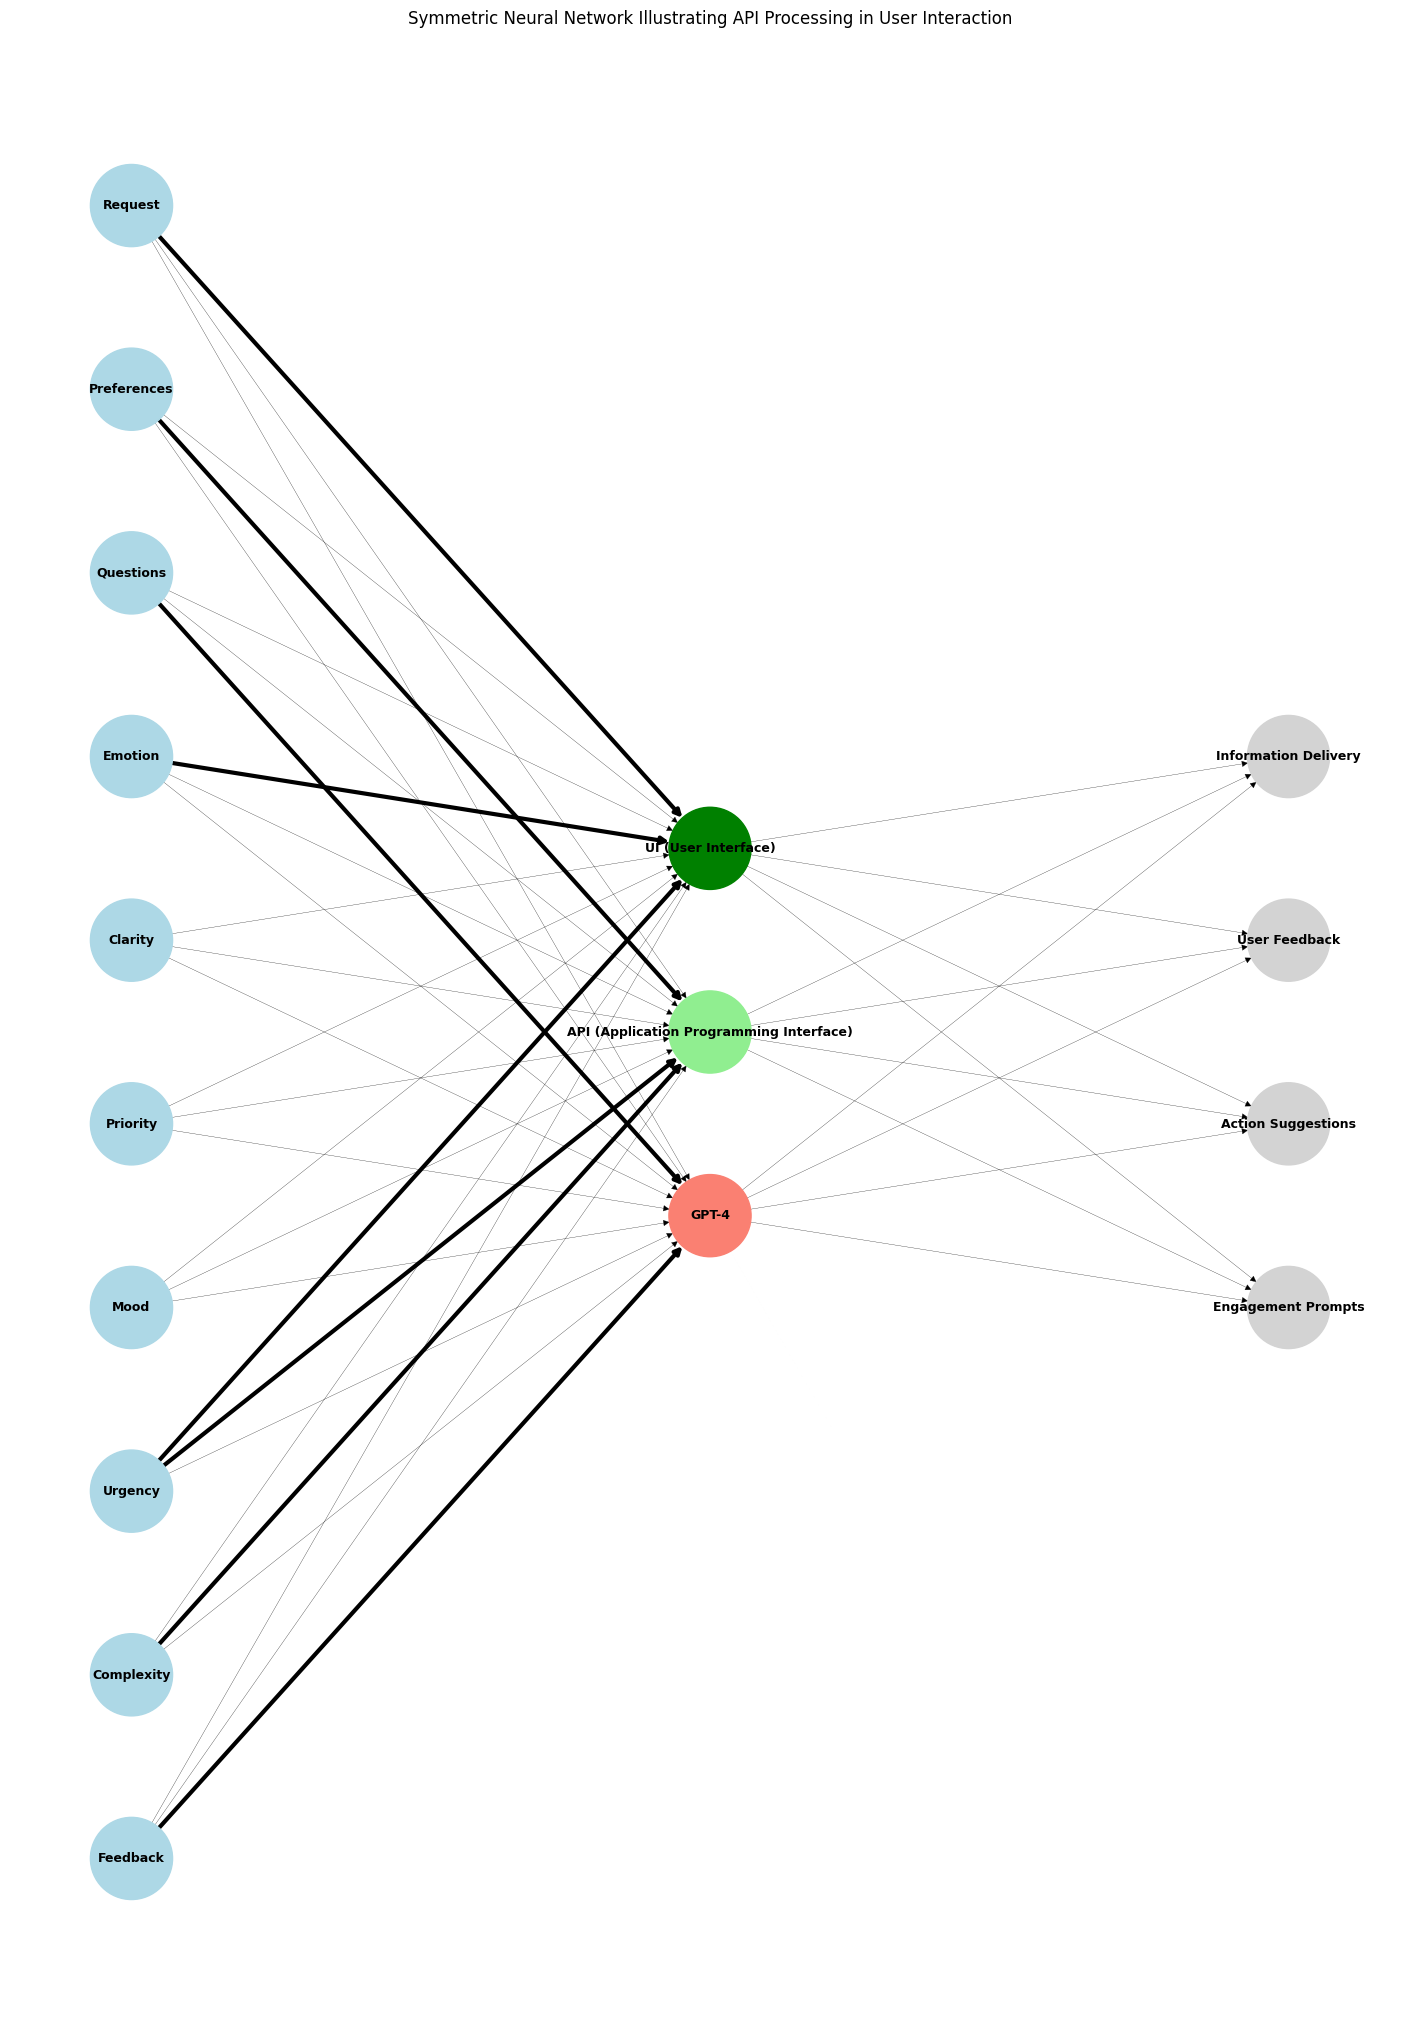 Symmetric Neural Network Illustrating API Processing in User Interaction
Request
Preferences
Questions
Emotion
Clarity
Priority
Mood
Urgency
Complexity
Feedback
UI (User Interface)
API (Application Programming Interface)
GPT-4
Information Delivery
User Feedback
Action Suggestions
Engagement Prompts